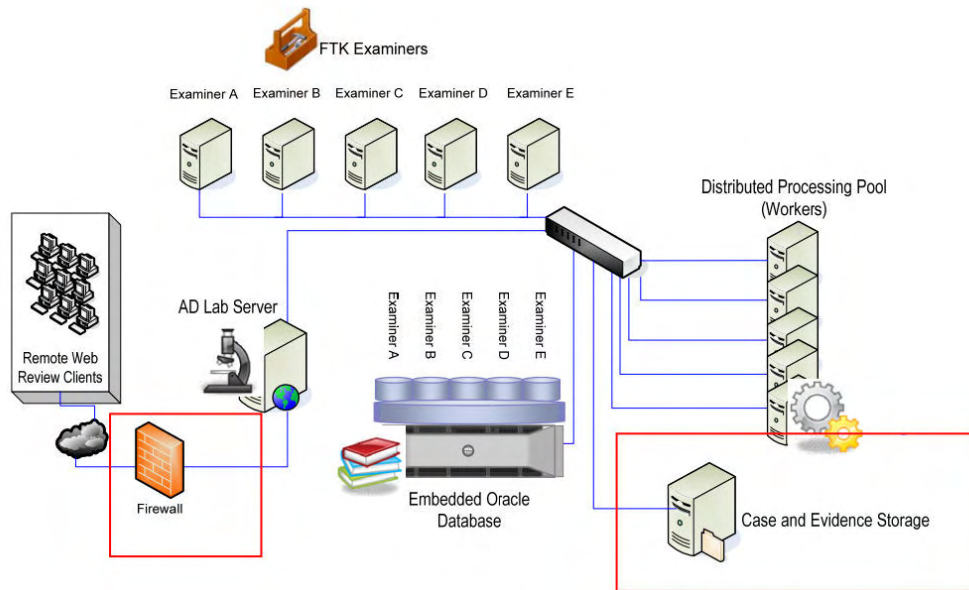 FTK Examiners
Examiner A
Examiner B
Examiner C
Examiner D
Examiner E
Distributed Processing Pool
(Workers)
Remote Web
Review Clients
AD Lab Server
Examiner A
Examiner B
Examiner C
Examiner D
Examiner E
Firewall
Embedded Oracle
Database
Case and Evidence Storage